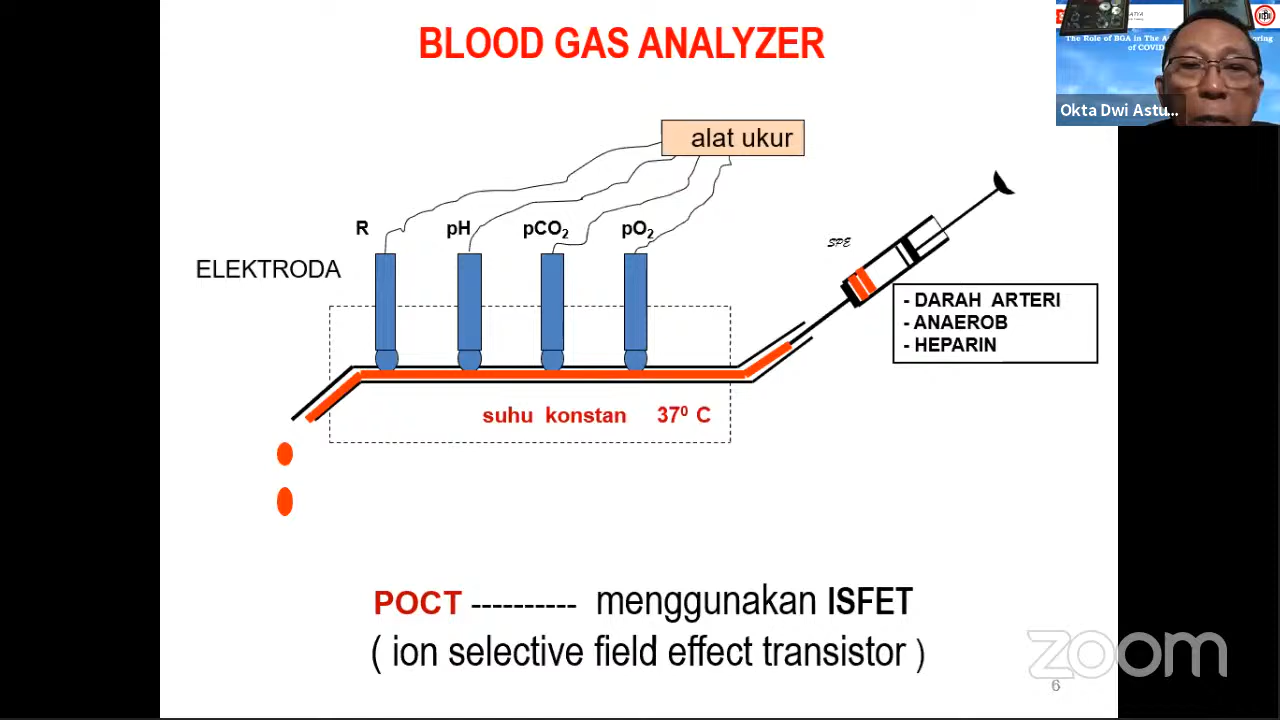 BLOOD GAS ANALYZER
The Role of BGA in The
of COVID
Okta Dwi Astu...
alat ukur
R
pH
pCO₂
pO₂
SPE
ELEKTRODA
- DARAH ARTERI
- ANAEROB
- HEPARIN
suhu konstan 37⁰ C
POCT ---------- menggunakan ISFET
( ion selective field effect transistor )
zoom
6